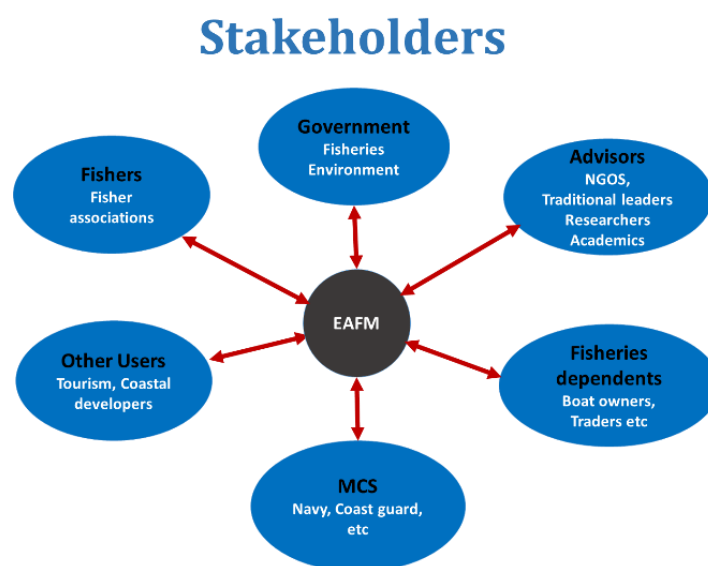 Stakeholders
Government
Fisheries
Environment
Fishers
Fisher
associations
Advisors
NGOS,
Traditional leaders
Researchers
Academics
EAFM
Other Users
Tourism, Coastal
developers
Fisheries
dependents
Boat owners,
Traders etc
MCS
Navy, Coast guard,
etc